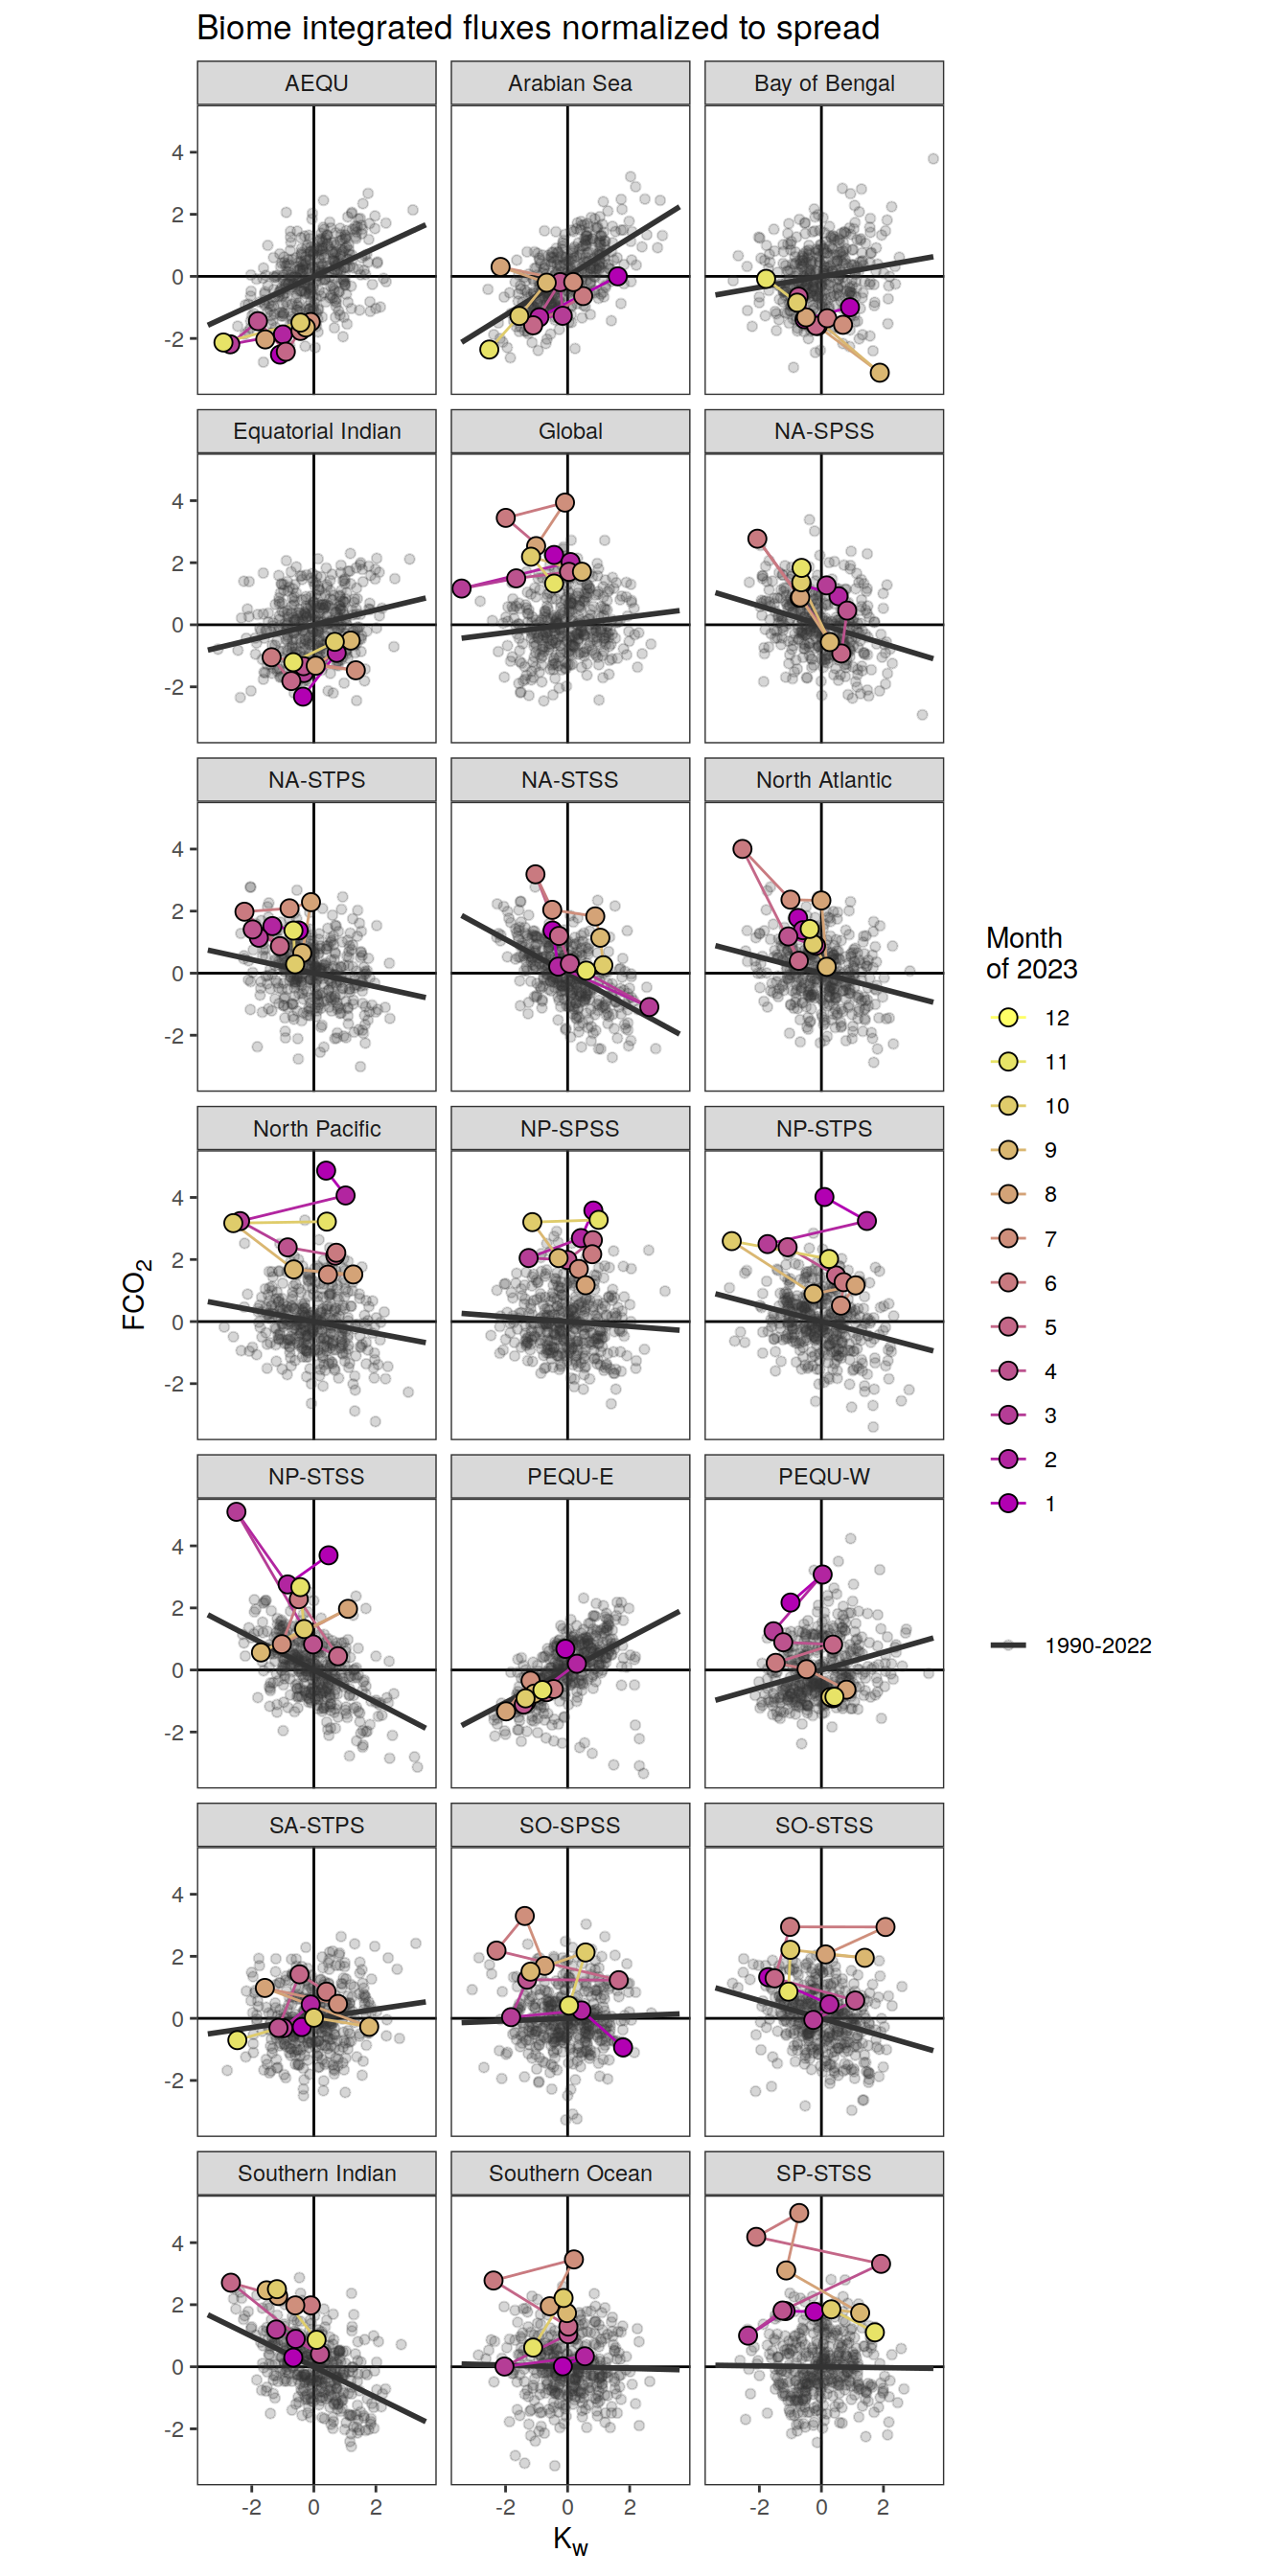 Biome integrated fluxes normalized to spread
AEQU
Arabian Sea
Bay of Bengal
4
2
0
-2
Equatorial Indian
Global
NA-SPSS
4
2
0
-2
NA-STPS
NA-STSS
North Atlantic
4
2
0
-2
North Pacific
NP-SPSS
NP-STPS
4
2
0
-2
NP-STSS
PEQU-E
PEQU-W
4
2
0
-2
SA-STPS
SO-SPSS
SO-STSS
4
2
0
-2
Southern Indian
Southern Ocean
SP-STSS
4
2
0
-2
-2 0 2
-2 0 2
-2 0 2
K_w
FCO₂
Month
of 2023
12
11
10
9
8
7
6
5
4
3
2
1
1990-2022